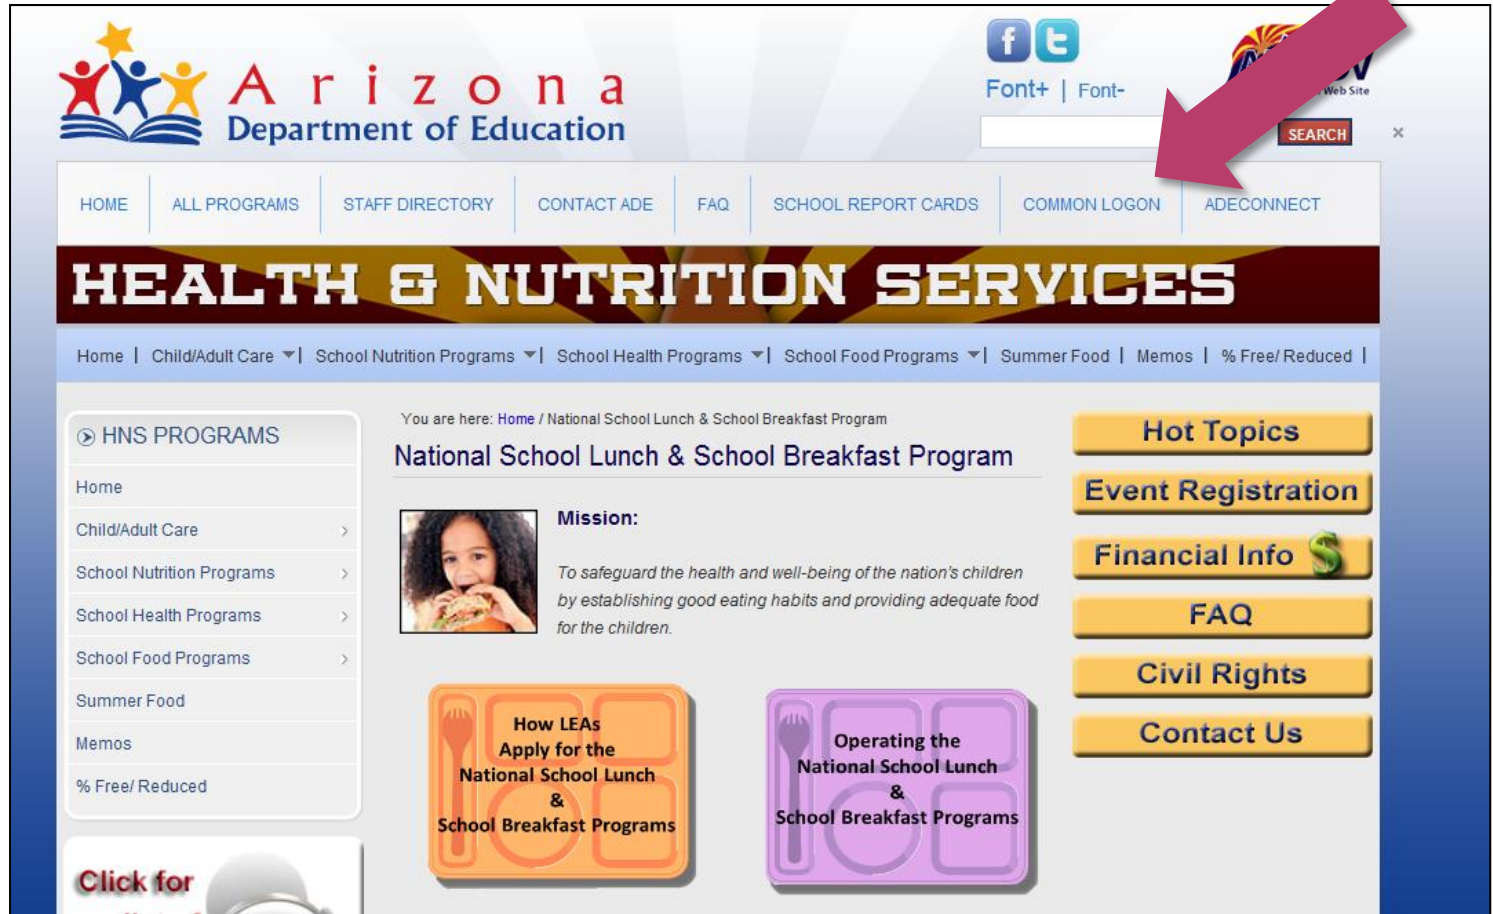 Arizona
Department of Education
Font+ | Font-
Web Site
SEARCH
×
HOME
ALL PROGRAMS
STAFF DIRECTORY
CONTACT ADE
FAQ
SCHOOL REPORT CARDS
COMMON LOGON
ADECONNECT
HEALTH & NUTRITION SERVICES
Home | Child/Adult Care | School Nutrition Programs | School Health Programs | School Food Programs | Summer Food | Memos | % Free/ Reduced |
HNS PROGRAMS
Home
Child/Adult Care
School Nutrition Programs
School Health Programs
School Food Programs
Summer Food
Memos
% Free/ Reduced
Click for
You are here: Home / National School Lunch & School Breakfast Program
National School Lunch & School Breakfast Program
Mission:
To safeguard the health and well-being of the nation's children
by establishing good eating habits and providing adequate food
for the children.
How LEAs
Apply for the
National School Lunch
&
School Breakfast Programs
Operating the
National School Lunch
&
School Breakfast Programs
Hot Topics
Event Registration
Financial Info
FAQ
Civil Rights
Contact Us